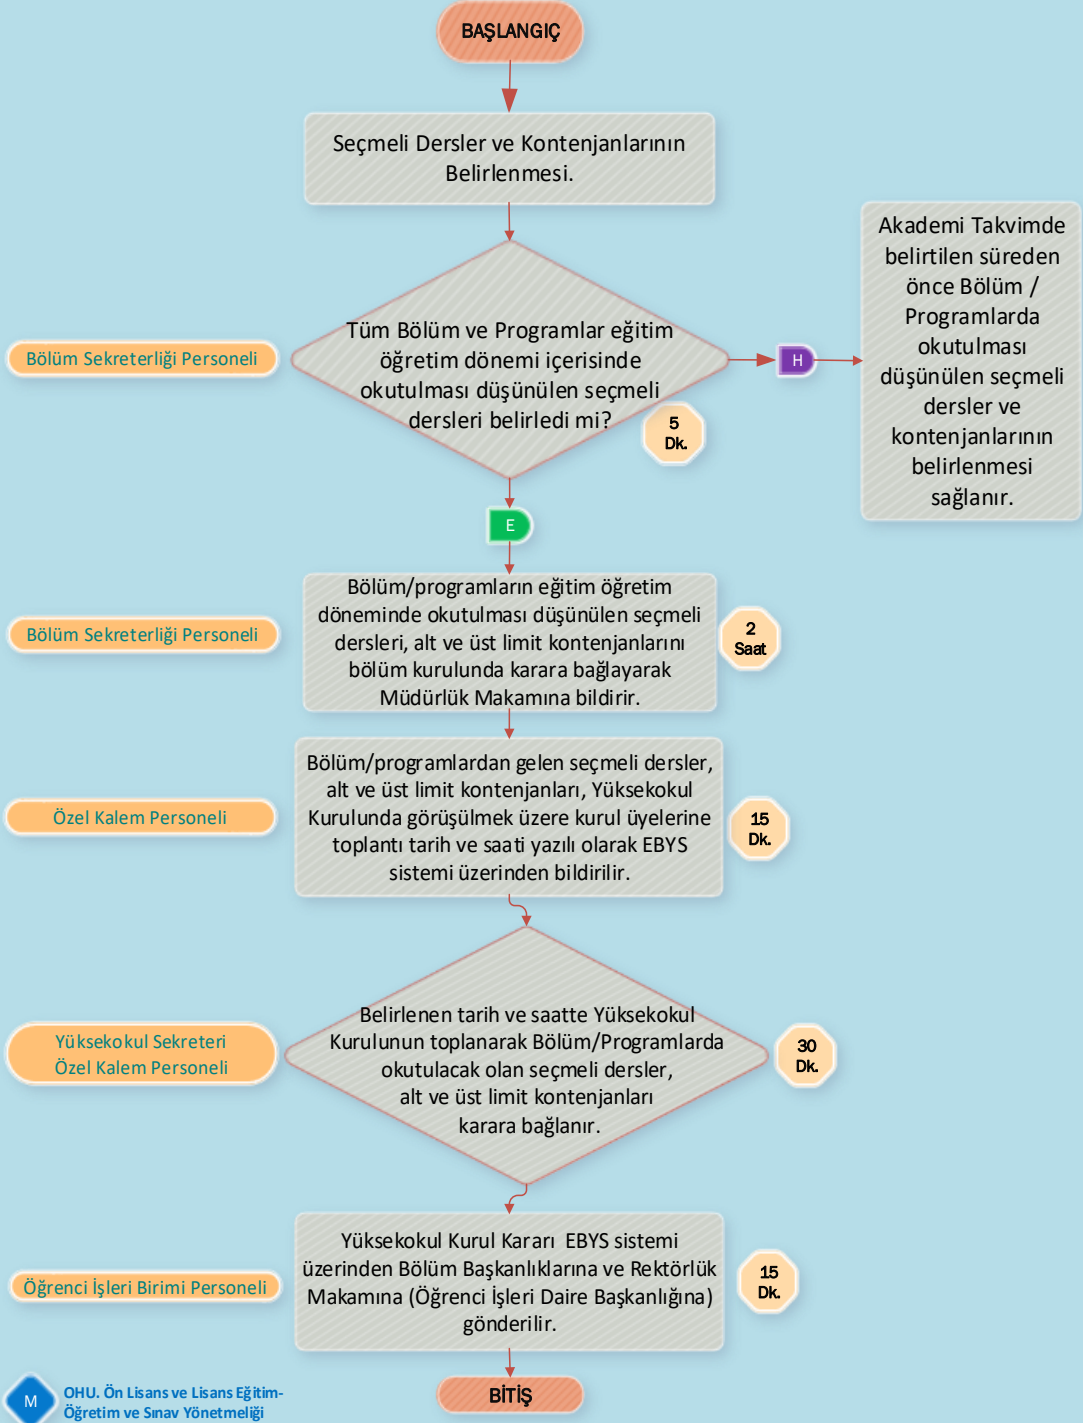 BAŞLANGIÇ
Seçmeli Dersler ve Kontenjanlarının
Belirlenmesi.
Bölüm Sekreterliği Personeli
Tüm Bölüm ve Programlar eğitim
öğretim dönemi içerisinde
okutulması düşünülen seçmeli
dersleri belirledi mi?
5
Dk.
H
Akademi Takvimde
belirtilen süreden
önce Bölüm /
Programlarda
okutulması
düşünülen seçmeli
dersler ve
kontenjanlarının
belirlenmesi
sağlanır.
E
Bölüm Sekreterliği Personeli
Bölüm/programların eğitim öğretim
döneminde okutulması düşünülen seçmeli
dersleri, alt ve üst limit kontenjanlarını
bölüm kurulunda karara bağlayarak
Müdürlük Makamına bildirir.
2
Saat
Özel Kalem Personeli
Bölüm/programlardan gelen seçmeli dersler,
alt ve üst limit kontenjanları, Yüksekokul
Kurulunda görüşülmek üzere kurul üyelerine
toplantı tarih ve saati yazılı olarak EBYS
sistemi üzerinden bildirilir.
15
Dk.
Yüksekokul Sekreteri
Özel Kalem Personeli
Belirlenen tarih ve saatte Yüksekokul
Kurulunun toplanarak Bölüm/Programlarda
okutulacak olan seçmeli dersler,
alt ve üst limit kontenjanları
karara bağlanır.
30
Dk.
Öğrenci İşleri Birimi Personeli
Yüksekokul Kurul Kararı EBYS sistemi
üzerinden Bölüm Başkanlıklarına ve Rektörlük
Makamına (Öğrenci İşleri Daire Başkanlığına)
gönderilir.
15
Dk.
BİTİŞ
M
OHU. Ön Lisans ve Lisans Eğitim-
Öğretim ve Sınav Yönetmeliği